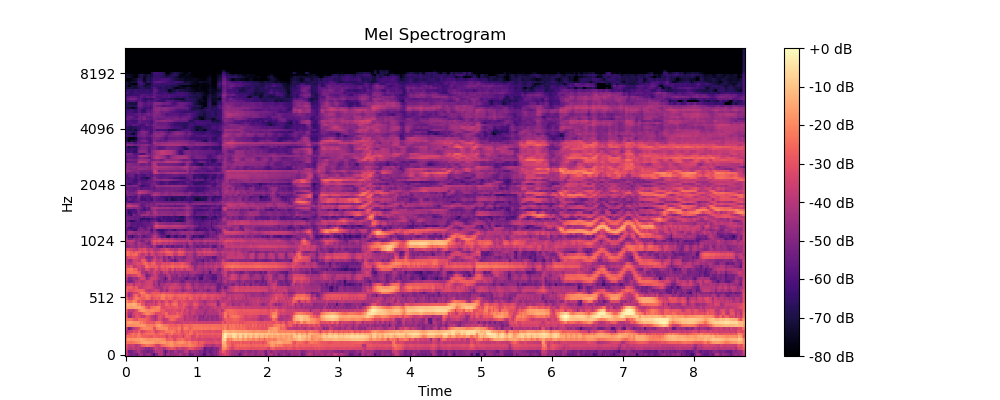 Mel Spectrogram
Hz
8192
4096
2048
1024
512
0
0 1 2 3 4 5 6 7 8
Time
+0 dB
-10 dB
-20 dB
-30 dB
-40 dB
-50 dB
-60 dB
-70 dB
-80 dB